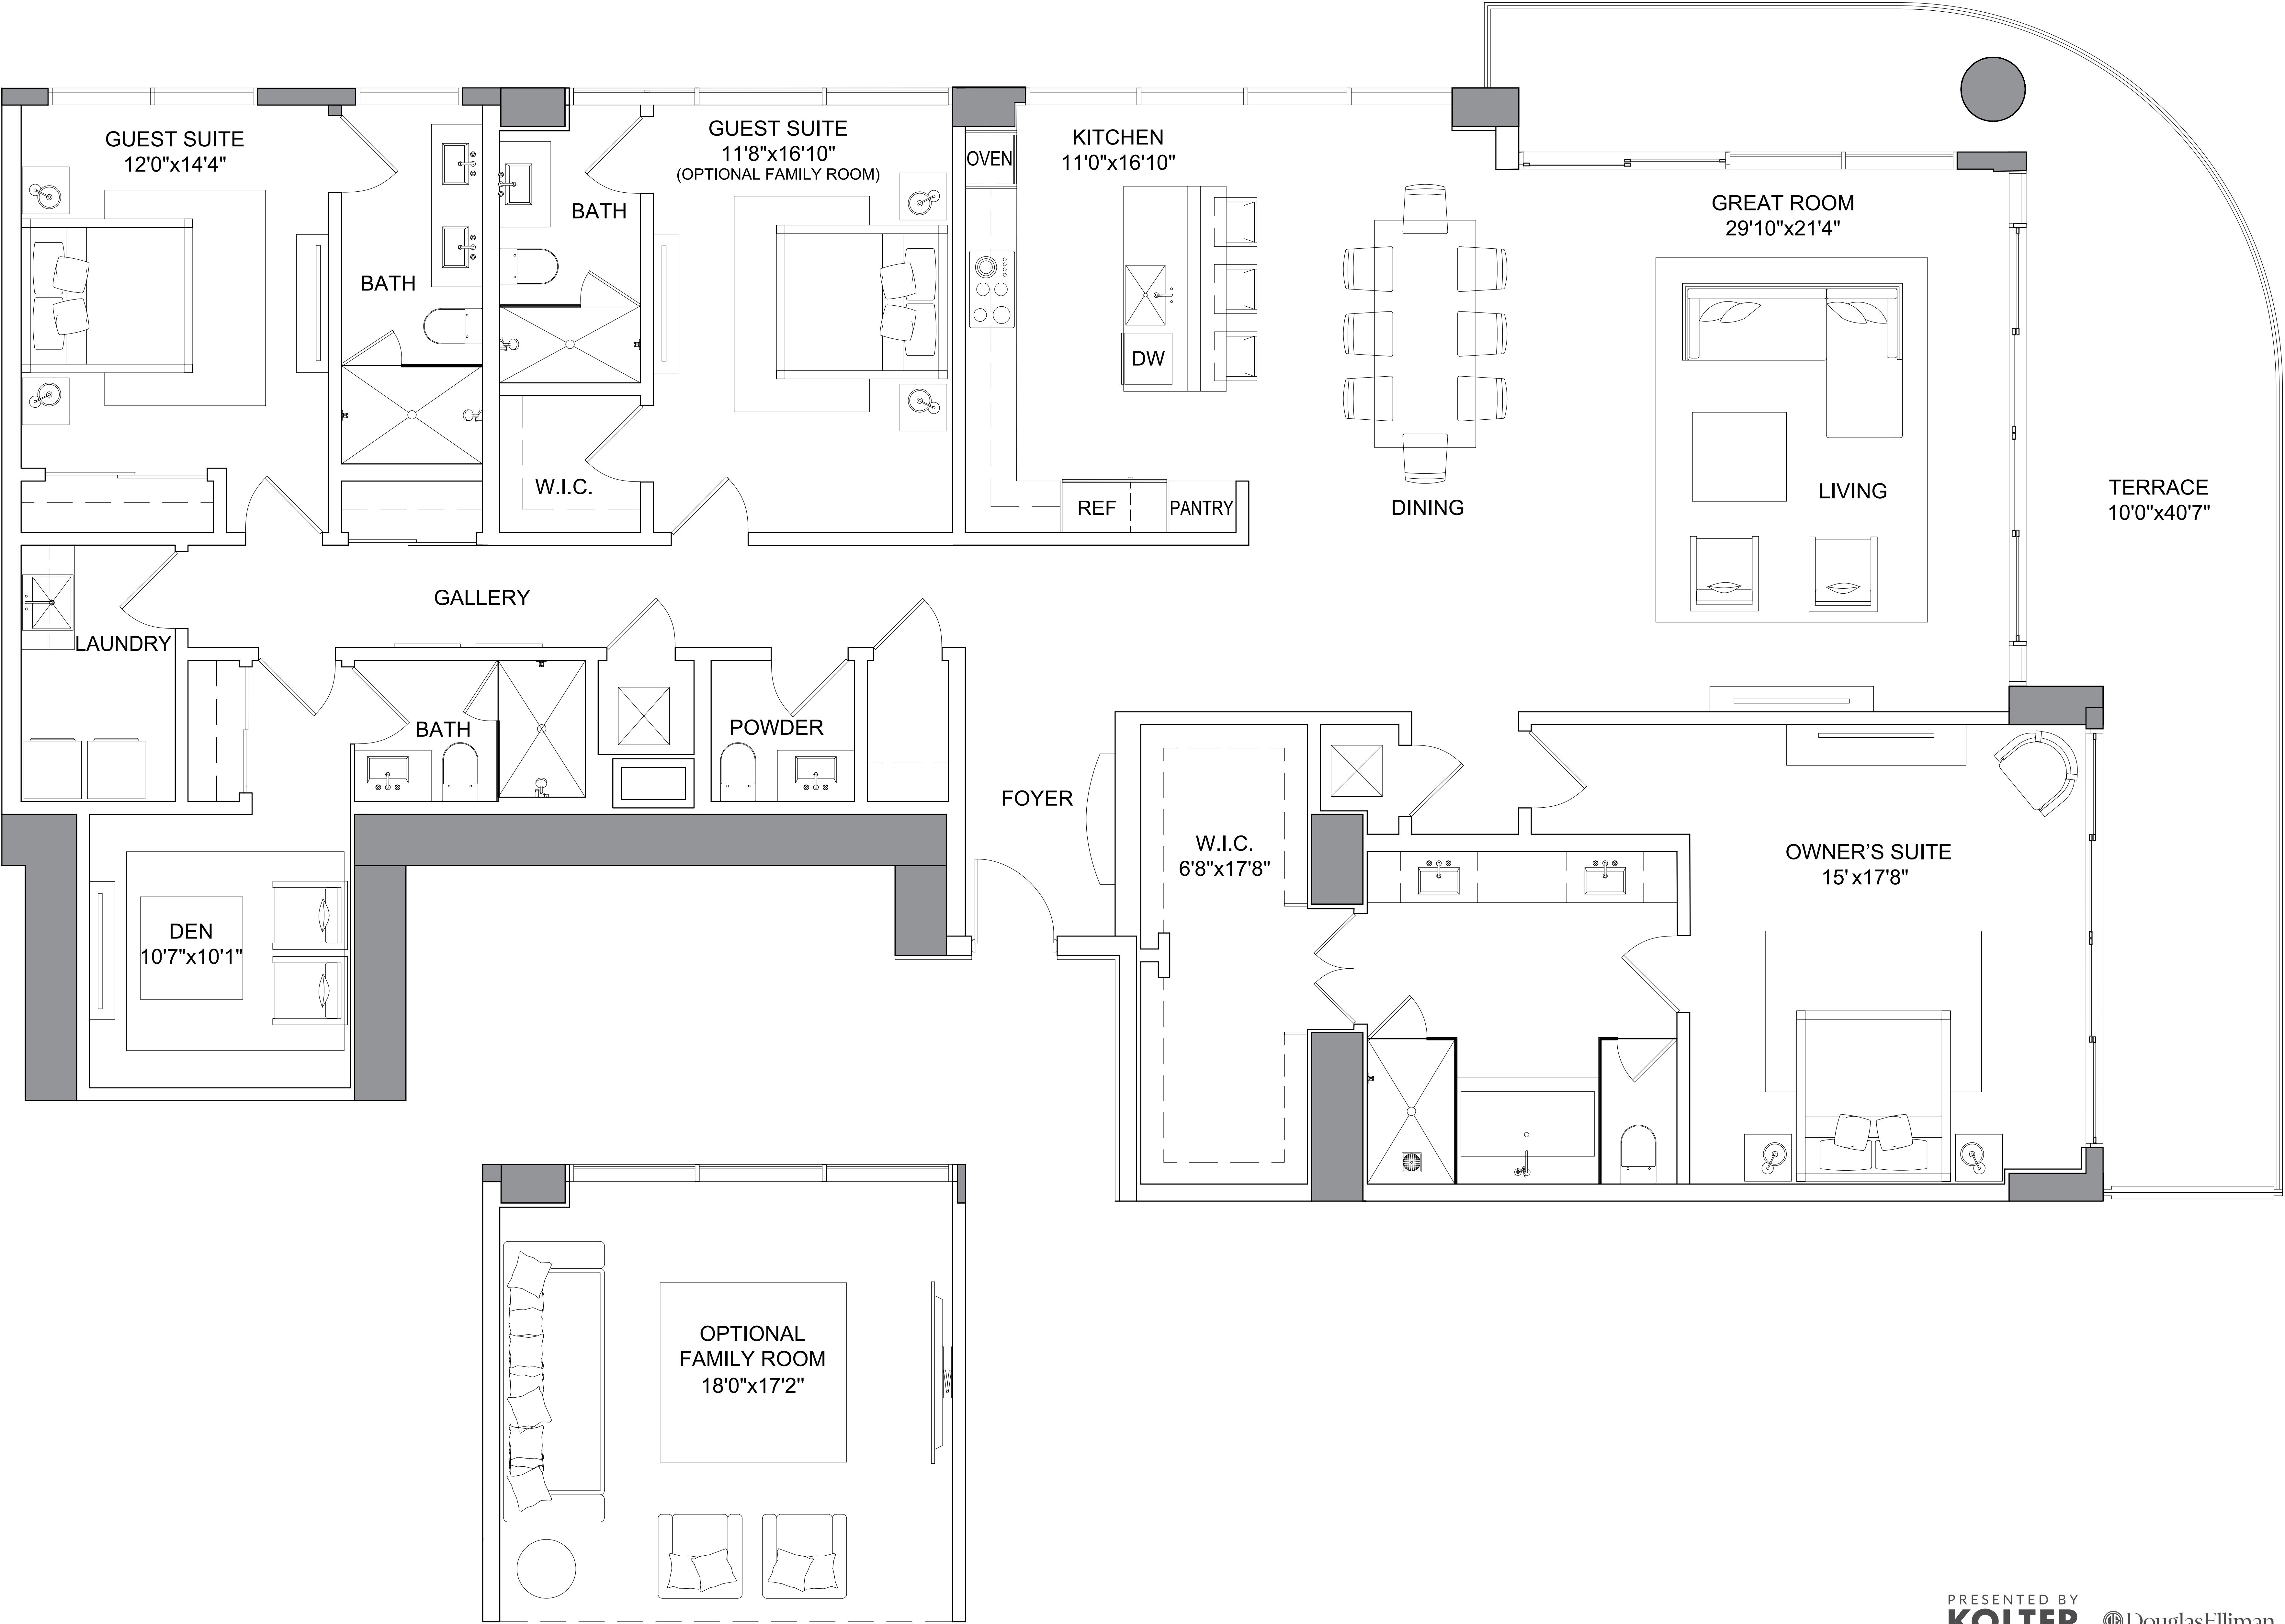 GUEST SUITE
12'0"x14'4"
GUEST SUITE
11'8"x16'10"
(OPTIONAL FAMILY ROOM)
KITCHEN
11'0"x16'10"
OVEN
GREAT ROOM
29'10"x21'4"
BATH
BATH
DW
W.I.C.
REF
PANTRY
DINING
LIVING
TERRACE
10'0"x40'7"
GALLERY
LAUNDRY
BATH
POWDER
FOYER
W.I.C.
6'8"x17'8"
OWNER'S SUITE
15' x17'8"
DEN
10'7"x10'1"
OPTIONAL
FAMILY ROOM
18'0"x17'2"
PRESENTED BY
KOLTER
DouglasElliman